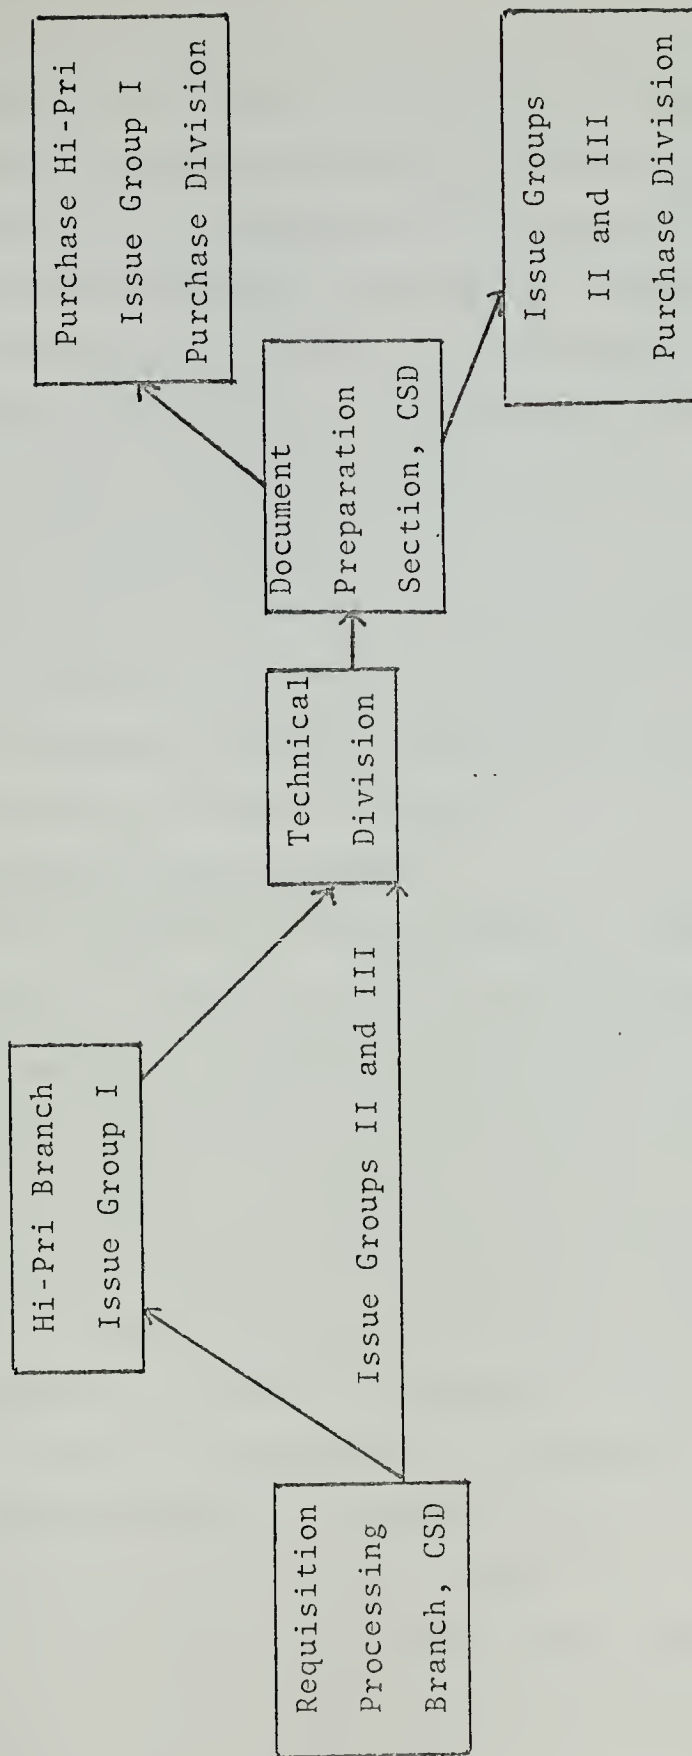 Requisition
Processing
Branch, CSD
Hi-Pri Branch
Issue Group I
Issue Groups II and III
Technical
Division
Document
Preparation
Section, CSD
Purchase Hi-Pri
Issue Group I
Purchase Division
Issue Groups
II and III
Purchase Division